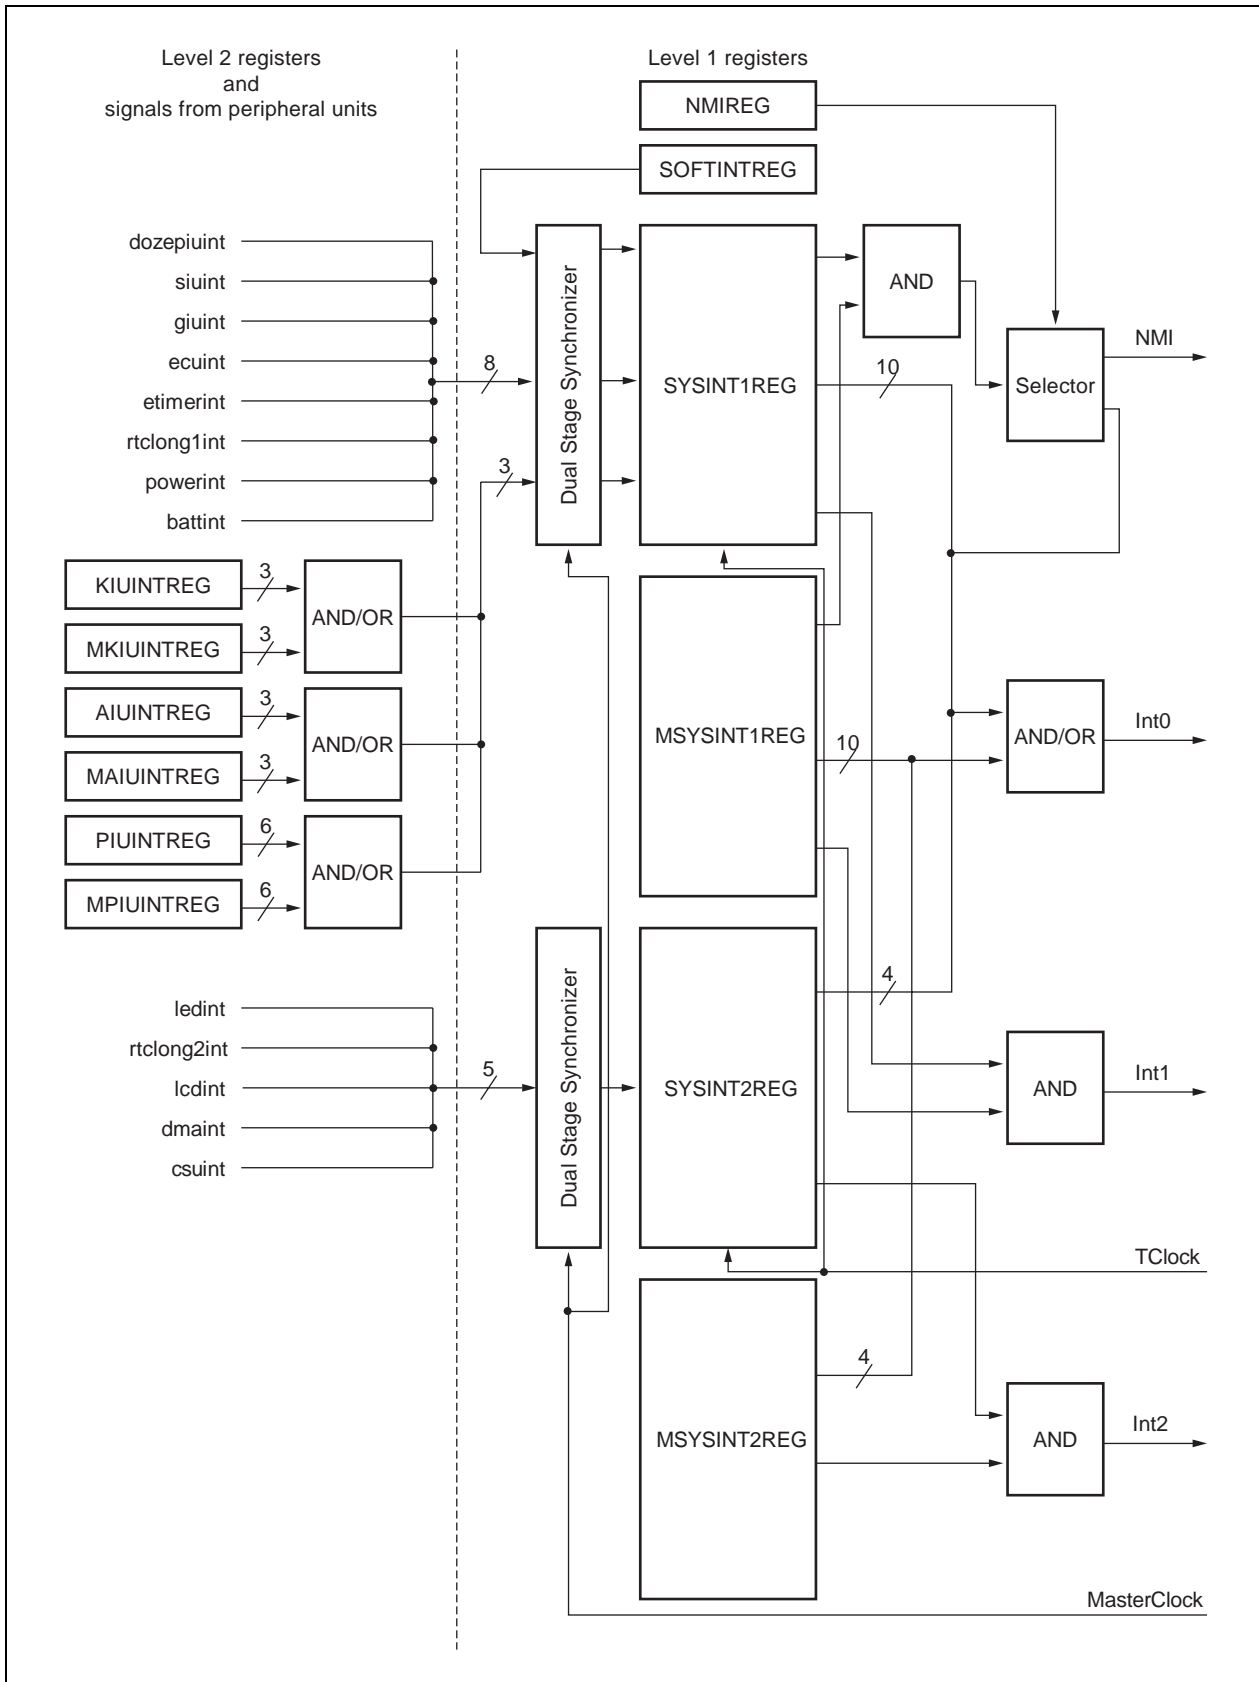 Level 2 registers
and
signals from peripheral units
Level 1 registers
NMIREG
SOFTINTREG
dozepiuint
siuint
giuint
ecuint
etimerint
rtclong1int
powerint
battint
8
3
Dual Stage Synchronizer
SYSINT1REG
AND
10
Selector
NMI
KIUINTREG
3
MKIUINTREG
3
AND/OR
AIUINTREG
3
MAIUINTREG
3
AND/OR
PIUINTREG
6
MPIUINTREG
6
AND/OR
MSYSINT1REG
10
AND/OR
Int0
ledint
rtclong2int
lcdint
dmaint
csuint
5
Dual Stage Synchronizer
SYSINT2REG
4
AND
Int1
TClock
MSYSINT2REG
4
AND
Int2
MasterClock